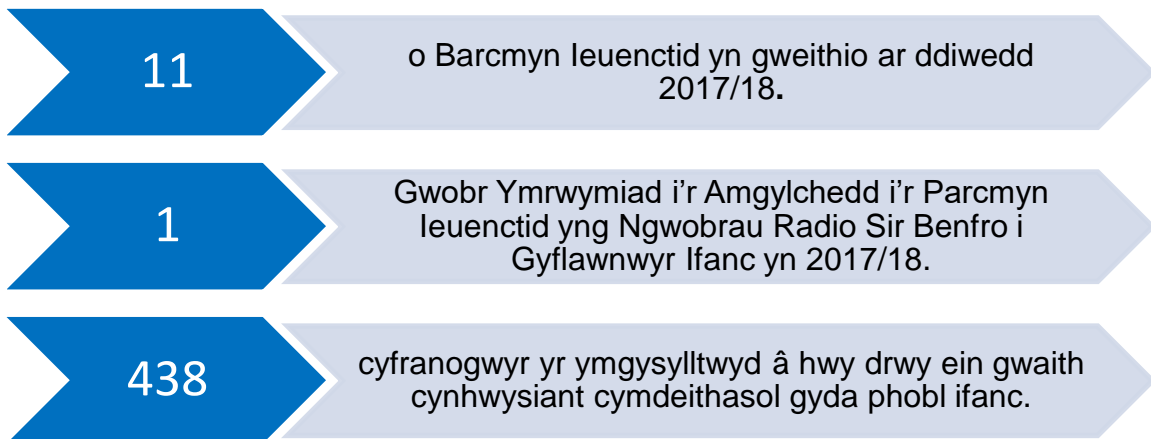 11
o Barcmyn Ieuenctid yn gweithio ar ddiwedd
2017/18.
1
Gwobr Ymrwymiad i’r Amgylchedd i’r Parcmyn
Ieuenctid yng Ngwobrau Radio Sir Benfro i
Gyflawnwyr Ifanc yn 2017/18.
438
cyfranogwyr yr ymgysylltwyd â hwy drwy ein gwaith
cynhwysiant cymdeithasol gyda phobl ifanc.